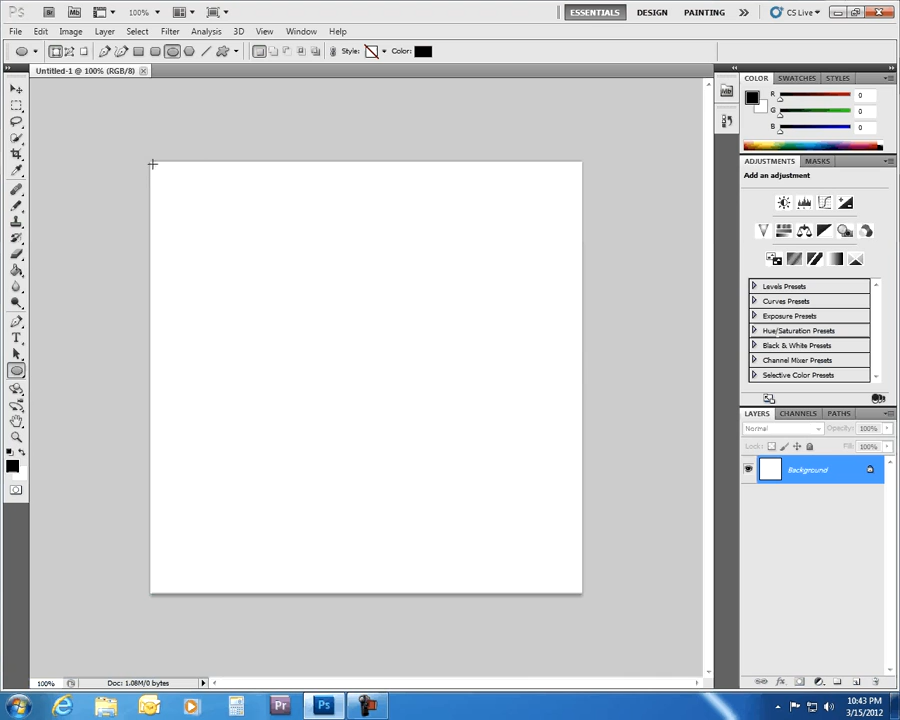 Ps Br Mb 100% ESSENTIALS DESIGN PAINTING CS Live
File Edit Image Layer Select Filter Analysis 3D View Window Help
Style: Color:
Untitled-1 @ 100% (RGB/8)
COLOR SWATCHES STYLES
R 0
G 0
B 0
ADJUSTMENTS MASKS
Add an adjustment
Levels Presets
Curves Presets
Exposure Presets
Hue/Saturation Presets
Black & White Presets
Channel Mixer Presets
Selective Color Presets
LAYERS CHANNELS PATHS
Normal Opacity: 100%
Lock: Fill: 100%
Background
100% Doc: 1.08M/0 bytes
Pr Ps
10:43 PM
3/15/2012